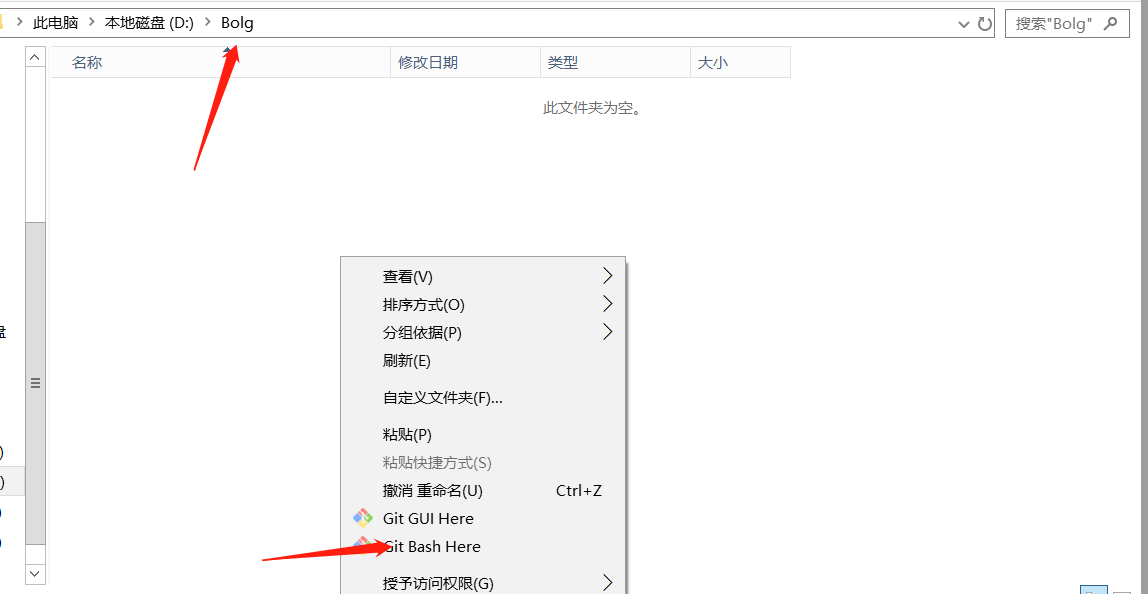 此电脑 本地磁盘 (D:) Bolg 搜索"Bolg"
名称 修改日期 类型 大小
此文件夹为空。
查看(V)
排序方式(O)
分组依据(P)
刷新(E)
自定义文件夹(F)...
粘贴(P)
粘贴快捷方式(S)
撤消 重命名(U) Ctrl+Z
Git GUI Here
Git Bash Here
授予访问权限(G)